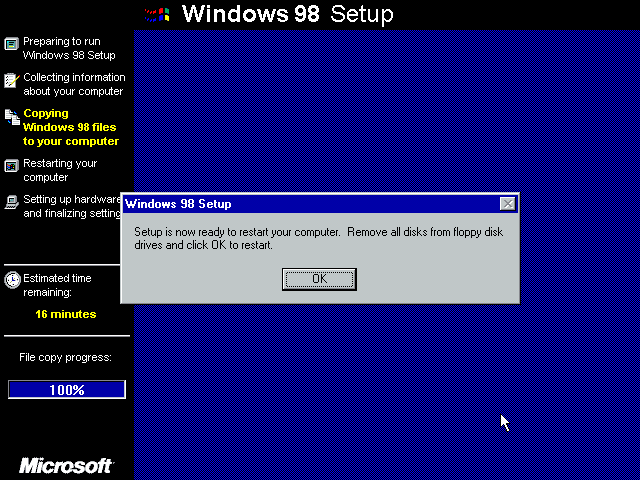 Windows 98 Setup
Preparing to run
Windows 98 Setup
Collecting information
about your computer
Copying
Windows 98 files
to your computer
Restarting your
computer
Setting up hardware
and finalizing setting
Estimated time
remaining:
16 minutes
File copy progress:
100%
Microsoft
Windows 98 Setup
Setup is now ready to restart your computer. Remove all disks from floppy disk
drives and click OK to restart.
OK